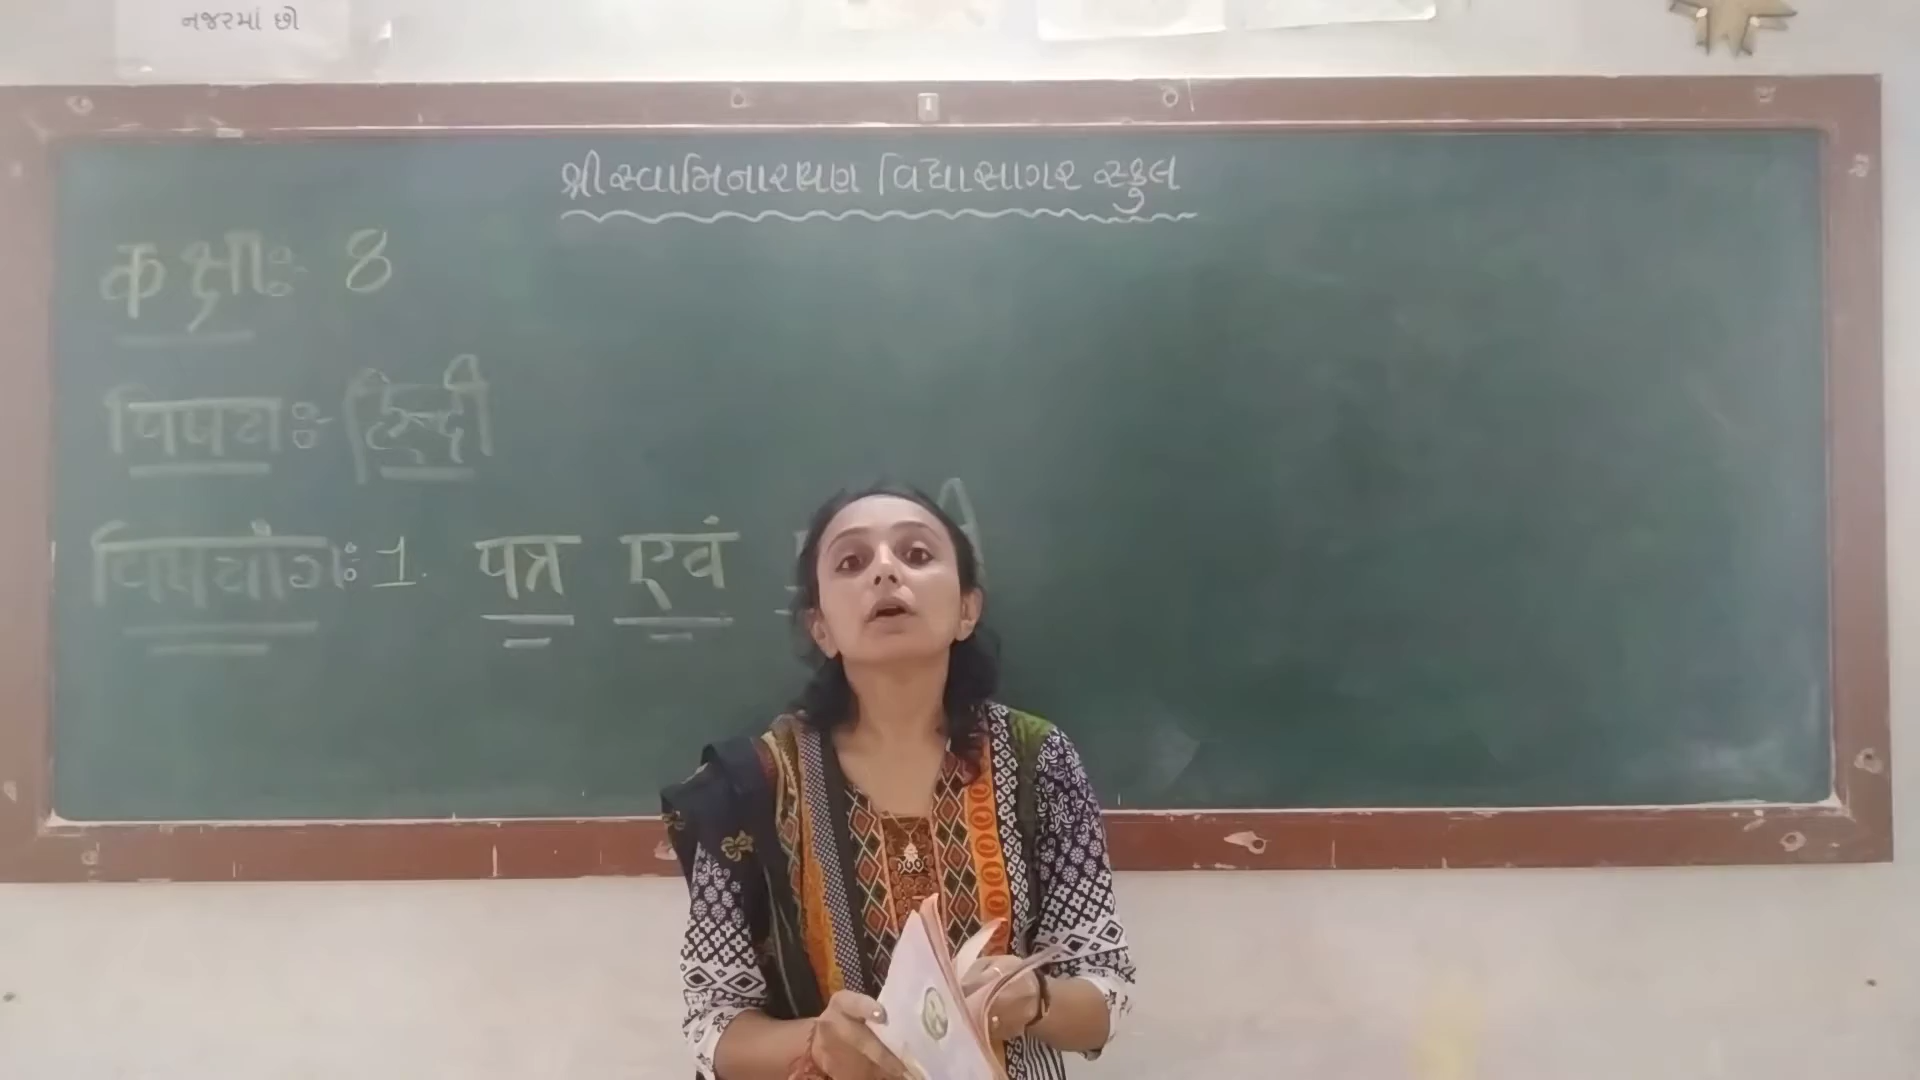 નજરમાં છો
શ્રી સ્વામિનારાયણ વિદ્યાસાગર સ્કુલ
कक्षा: 8
विषय: हिन्दी
विषयांग: 1. पत्र एवं